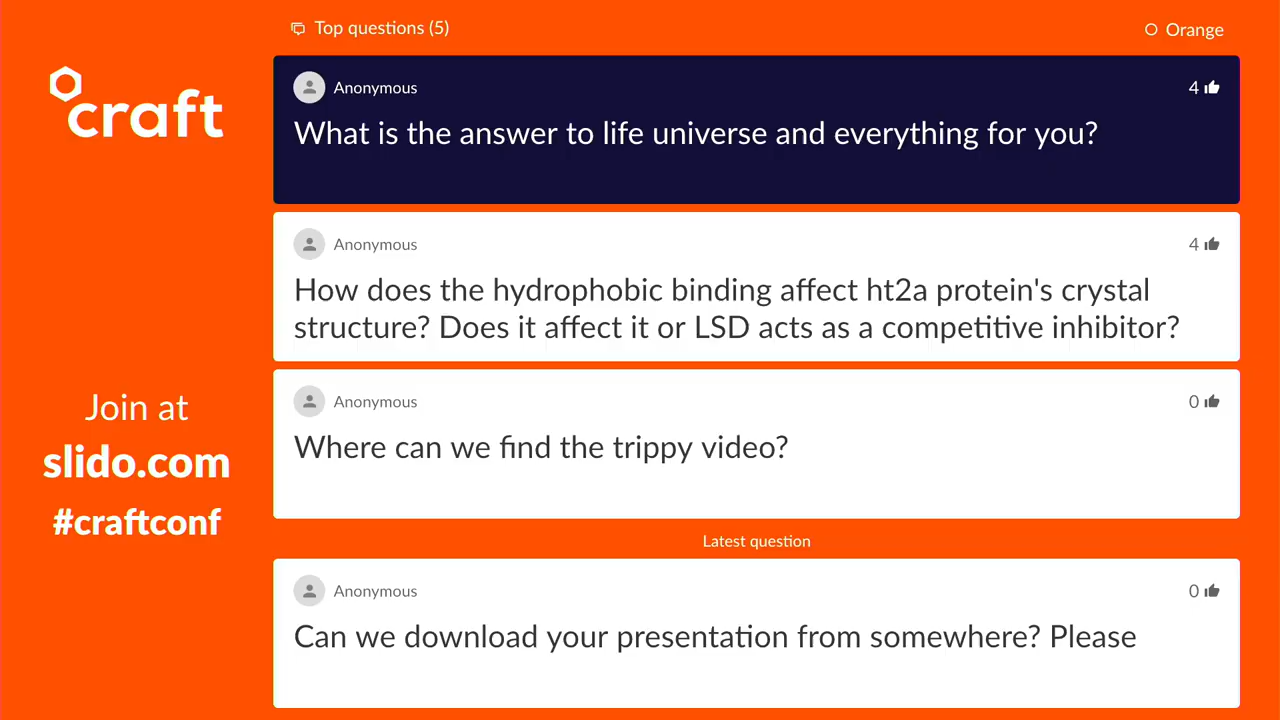 Top questions (5)
Orange
craft
Anonymous
4
What is the answer to life universe and everything for you?
Anonymous
4
How does the hydrophobic binding affect ht2a protein's crystal
structure? Does it affect it or LSD acts as a competitive inhibitor?
Anonymous
0
Where can we find the trippy video?
Join at
slido.com
#craftconf
Latest question
Anonymous
0
Can we download your presentation from somewhere? Please